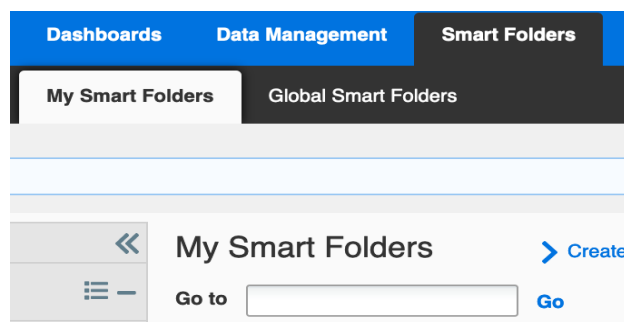 Dashboards Data Management Smart Folders
My Smart Folders Global Smart Folders
My Smart Folders Create
Go to Go